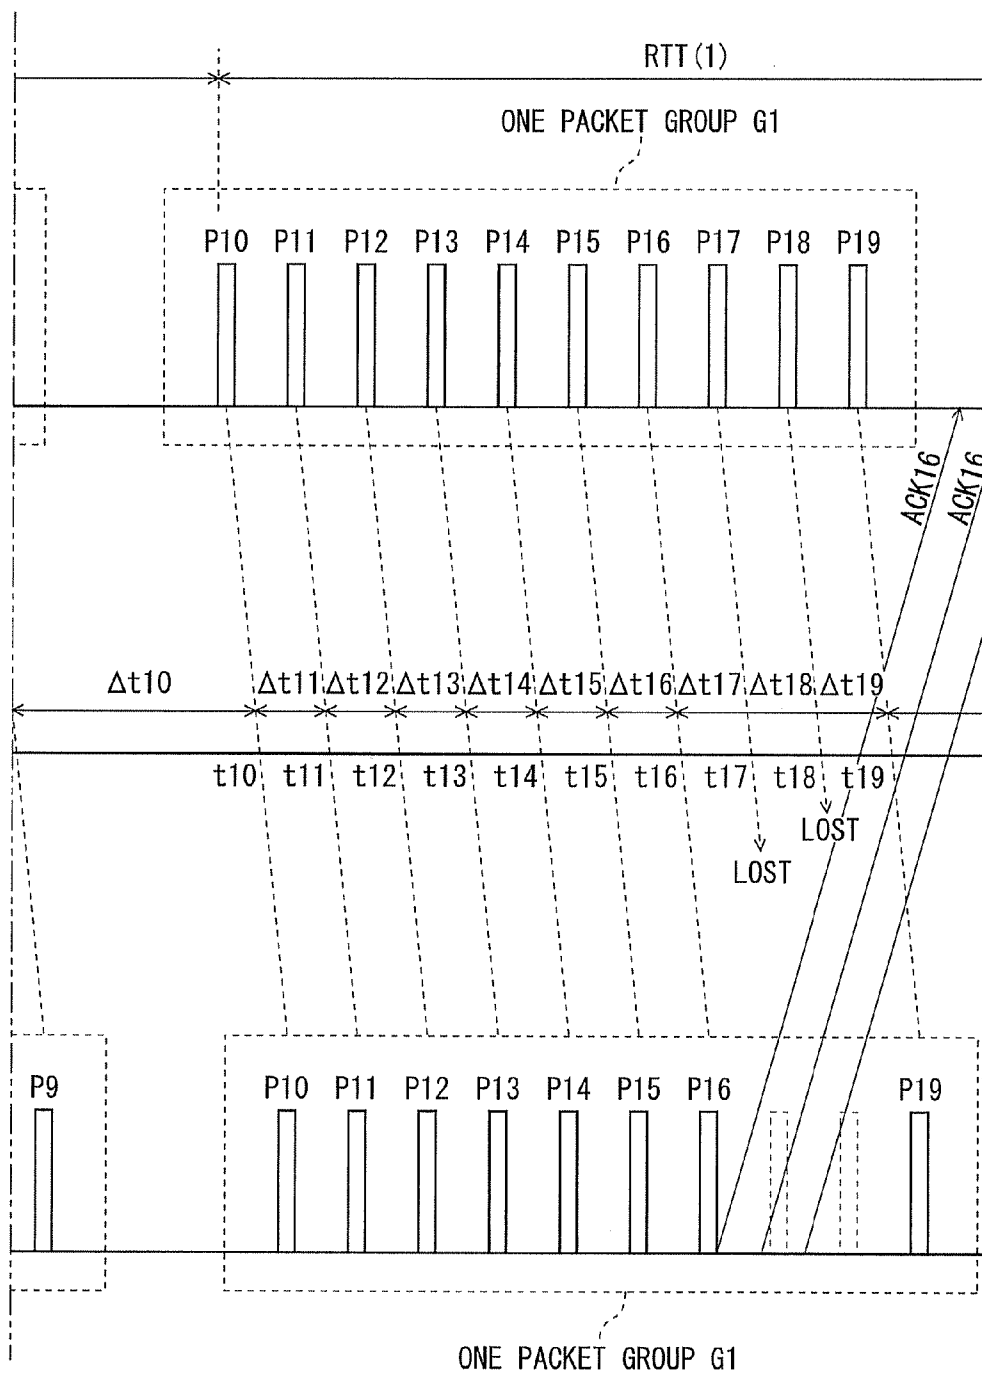 RTT(1)
ONE PACKET GROUP G1
P10 P11 P12 P13 P14 P15 P16 P17 P18 P19
ACK16 ACK16
Δt10 Δt11 Δt12 Δt13 Δt14 Δt15 Δt16 Δt17 Δt18 Δt19
t10 t11 t12 t13 t14 t15 t16 t17 t18 t19
LOST
LOST
P9 P10 P11 P12 P13 P14 P15 P16 P19
ONE PACKET GROUP G1